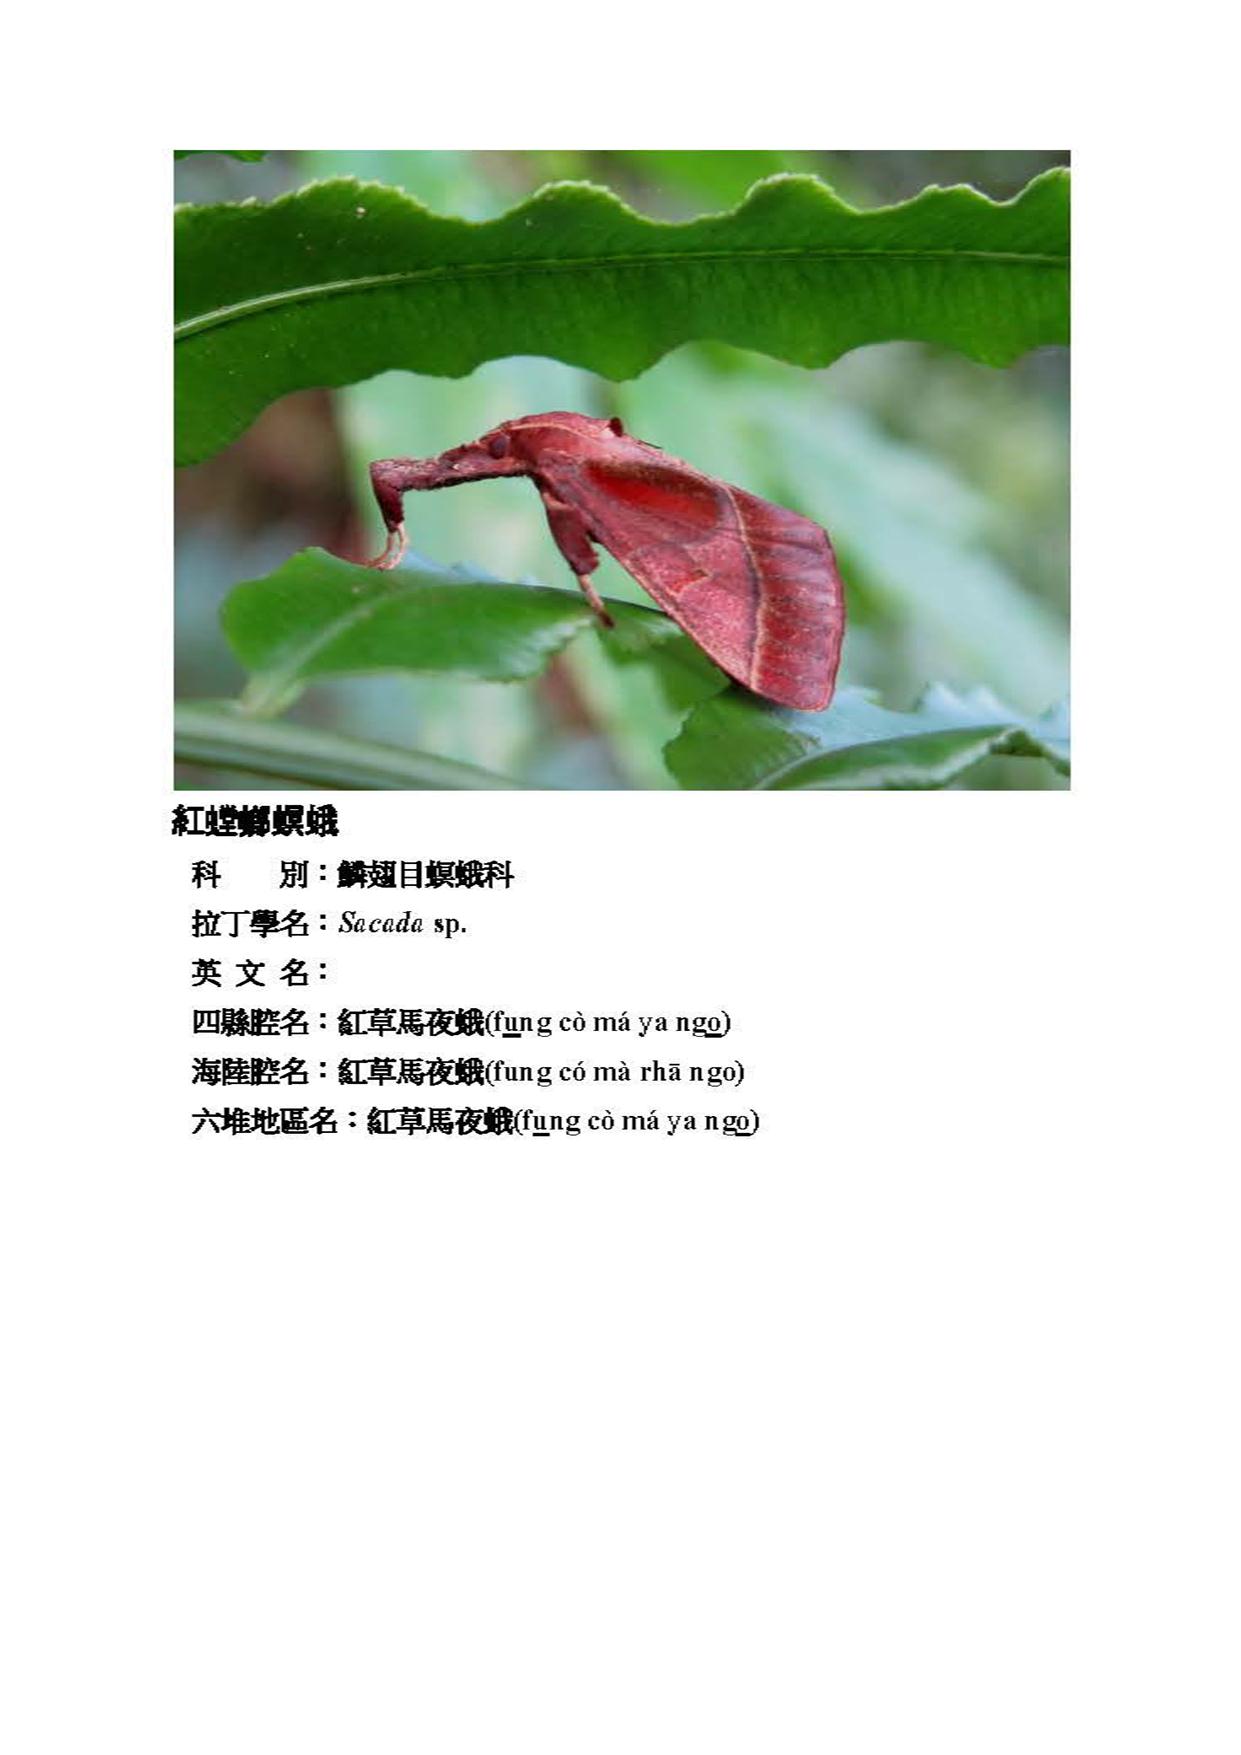 紅螳螂螟蛾
科　　別：鱗翅目螟蛾科
拉丁學名：Sacada sp.
英 文 名：
四縣腔名：紅草馬夜蛾(fung cò má ya ngo)
海陸腔名：紅草馬夜蛾(fung có mà rhā ngo)
六堆地區名：紅草馬夜蛾(fung cò má ya ngo)